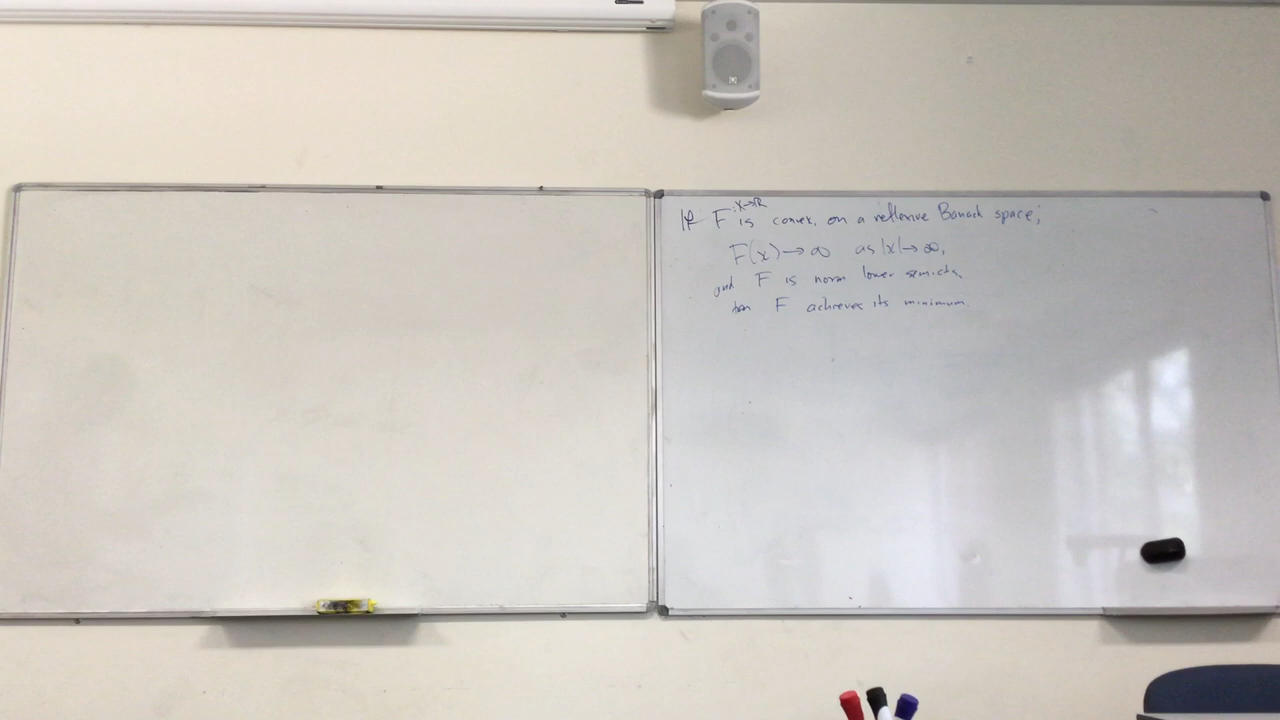 :X→R
If F is convex, on a reflexive Banach space;
F(x) → ∞ as |x| → ∞,
and F is norm lower semicts,
then F achieves its minimum.